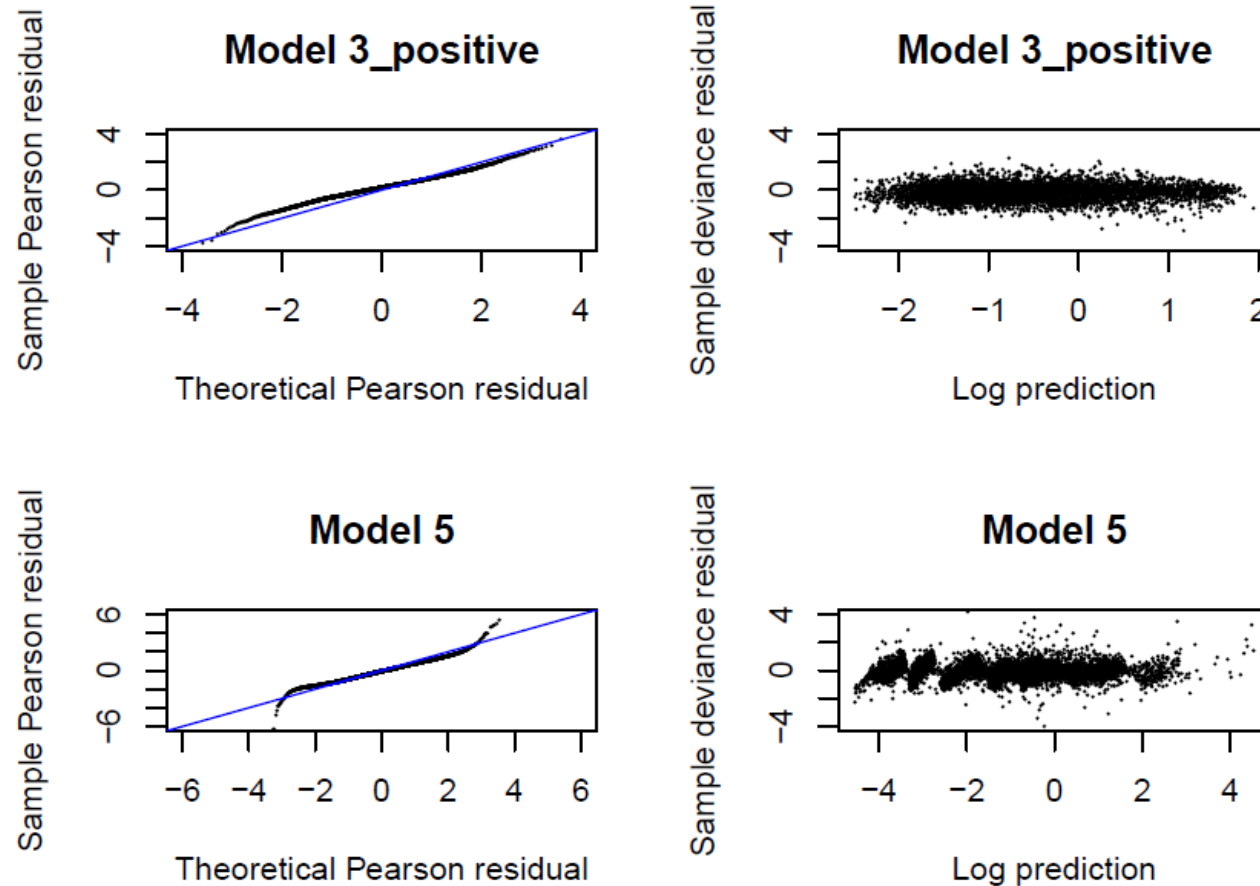 Model 3_positive
Sample Pearson residual
4
0
−4
−4 −2 0 2 4
Theoretical Pearson residual
Model 3_positive
Sample deviance residual
4
0
−4
−2 −1 0 1 2
Log prediction
Model 5
Sample Pearson residual
6
0
−6
−6 −4 −2 0 2 4 6
Theoretical Pearson residual
Model 5
Sample deviance residual
4
0
−4
−4 −2 0 2 4
Log prediction